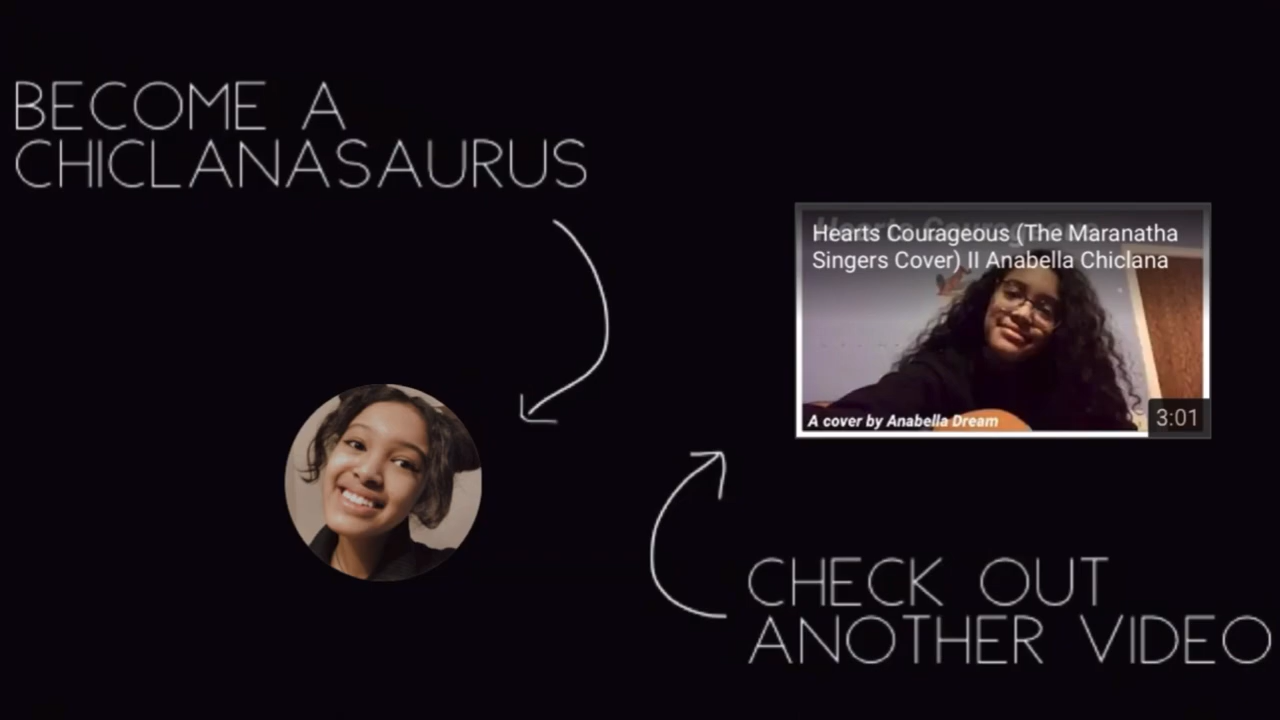 BECOME A
CHICLANASAURUS
Hearts Courageous (The Maranatha
Singers Cover) II Anabella Chiclana
A cover by Anabella Dream
3:01
CHECK OUT
ANOTHER VIDEO